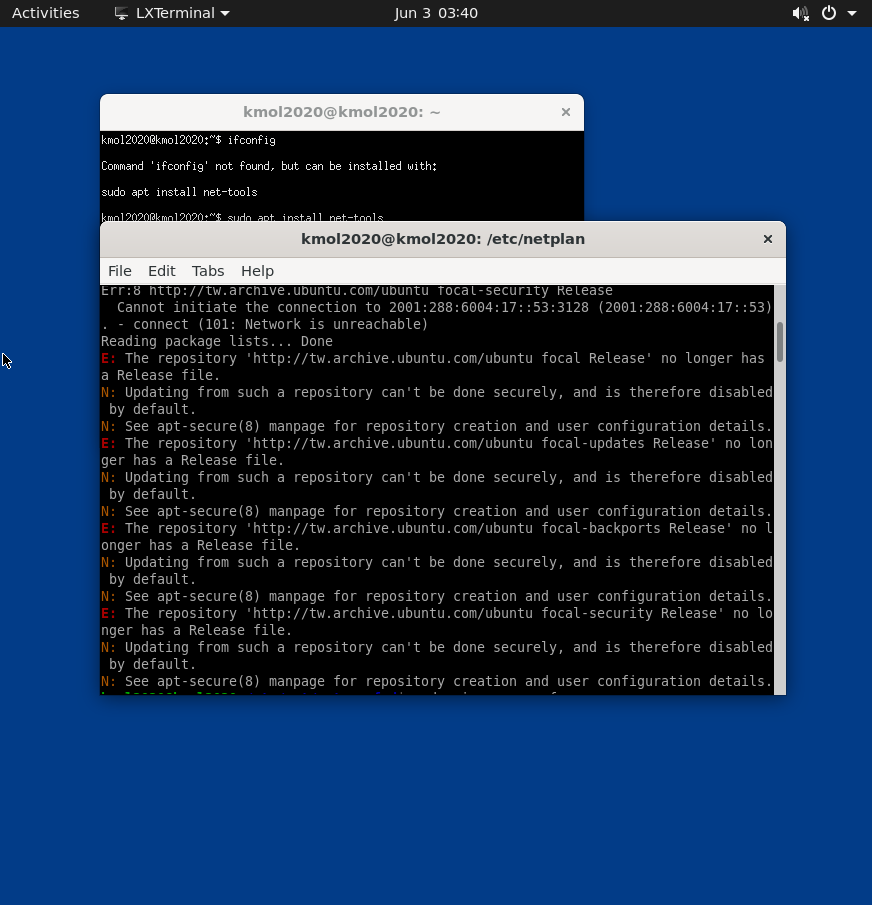 Activities LXTerminal Jun 3 03:40
kmol2020@kmol2020: ~ ×
kmol2020@kmol2020:~$ ifconfig
Command 'ifconfig' not found, but can be installed with:
sudo apt install net-tools
kmol2020@kmol2020:~$ sudo apt install net-tools
kmol2020@kmol2020: /etc/netplan ×
File Edit Tabs Help
Err:8 http://tw.archive.ubuntu.com/ubuntu focal-security Release
  Cannot initiate the connection to 2001:288:6004:17::53:3128 (2001:288:6004:17::53)
. - connect (101: Network is unreachable)
Reading package lists... Done
E: The repository 'http://tw.archive.ubuntu.com/ubuntu focal Release' no longer has
a Release file.
N: Updating from such a repository can't be done securely, and is therefore disabled
 by default.
N: See apt-secure(8) manpage for repository creation and user configuration details.
E: The repository 'http://tw.archive.ubuntu.com/ubuntu focal-updates Release' no lon
ger has a Release file.
N: Updating from such a repository can't be done securely, and is therefore disabled
 by default.
N: See apt-secure(8) manpage for repository creation and user configuration details.
E: The repository 'http://tw.archive.ubuntu.com/ubuntu focal-backports Release' no l
onger has a Release file.
N: Updating from such a repository can't be done securely, and is therefore disabled
 by default.
N: See apt-secure(8) manpage for repository creation and user configuration details.
E: The repository 'http://tw.archive.ubuntu.com/ubuntu focal-security Release' no lo
nger has a Release file.
N: Updating from such a repository can't be done securely, and is therefore disabled
 by default.
N: See apt-secure(8) manpage for repository creation and user configuration details.